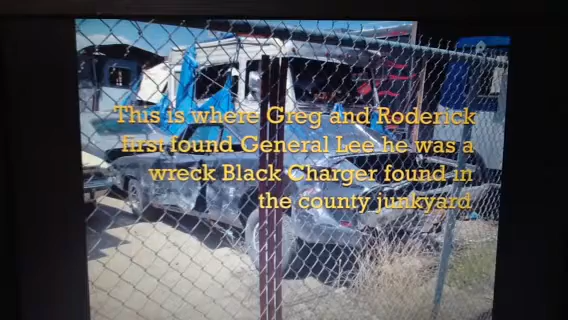 This is where Greg and Roderick
first found General Lee he was a
wreck Black Charger found in
the county junkyard